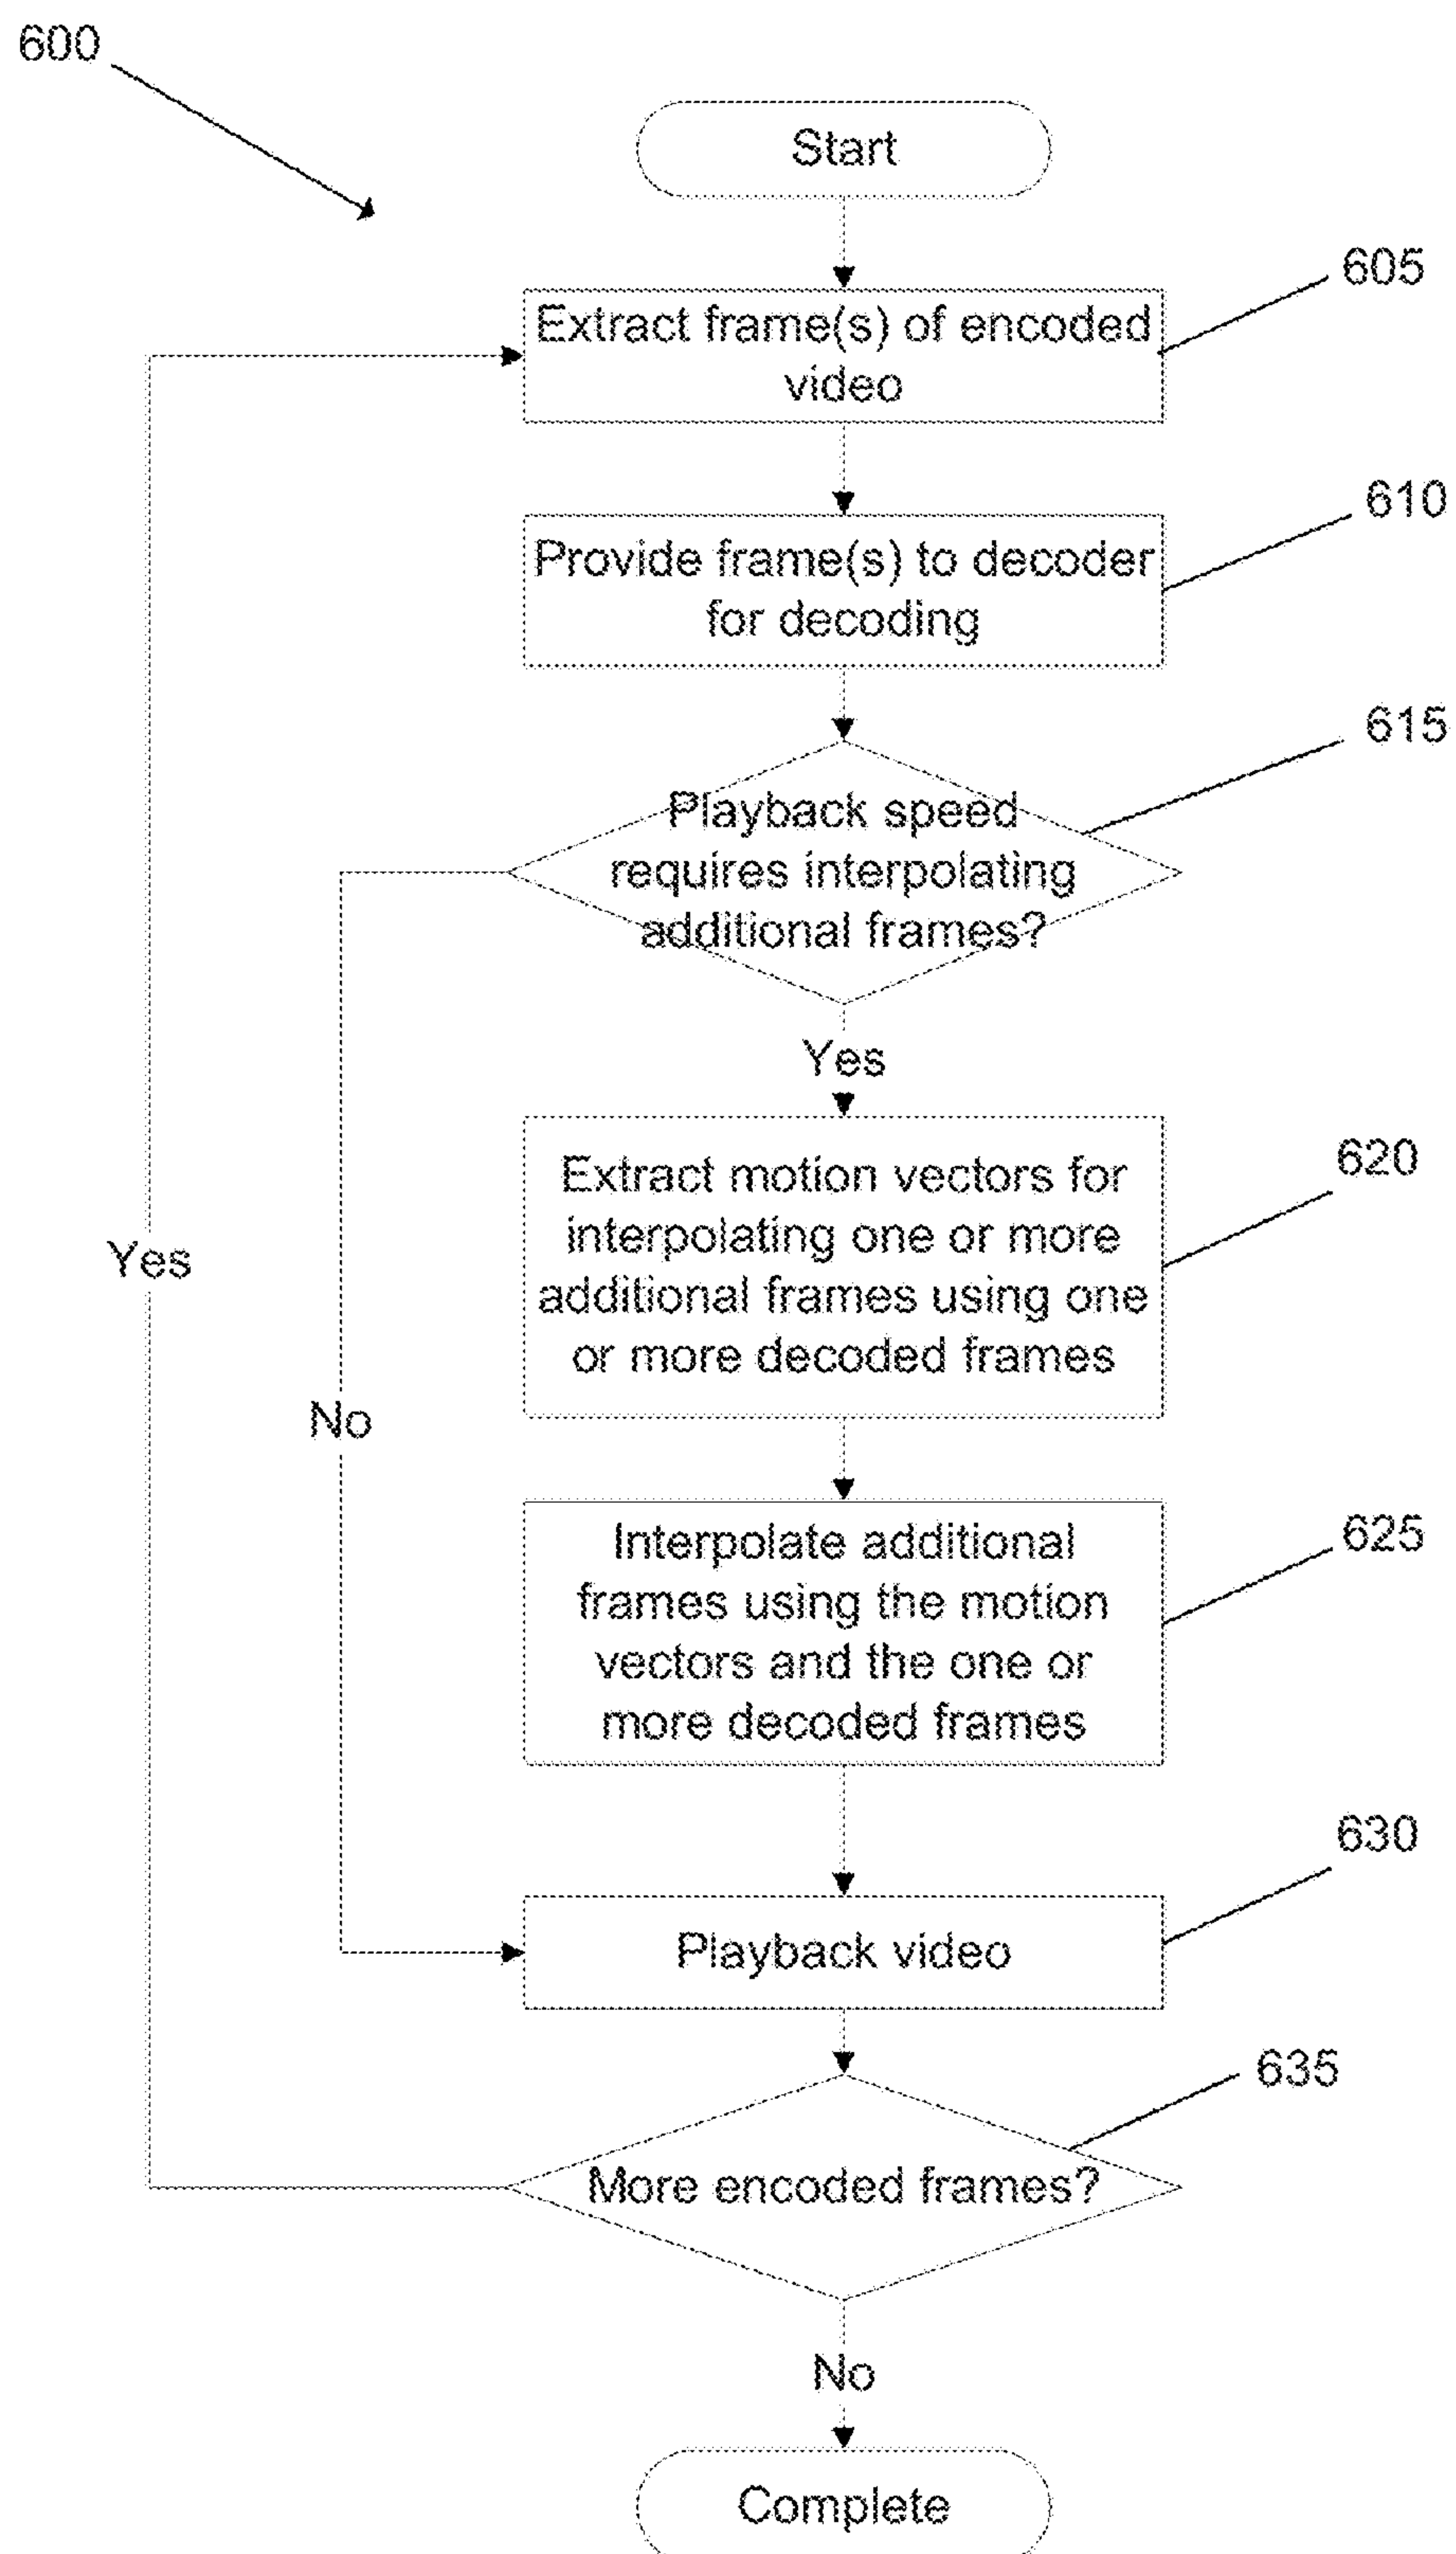 600
Start
605
Extract frame(s) of encoded
video
610
Provide frame(s) to decoder
for decoding
615
Playback speed
requires interpolating
additional frames?
Yes
620
Extract motion vectors for
interpolating one or more
additional frames using one
or more decoded frames
Yes
No
625
Interpolate additional
frames using the motion
vectors and the one or
more decoded frames
630
Playback video
635
More encoded frames?
No
Complete